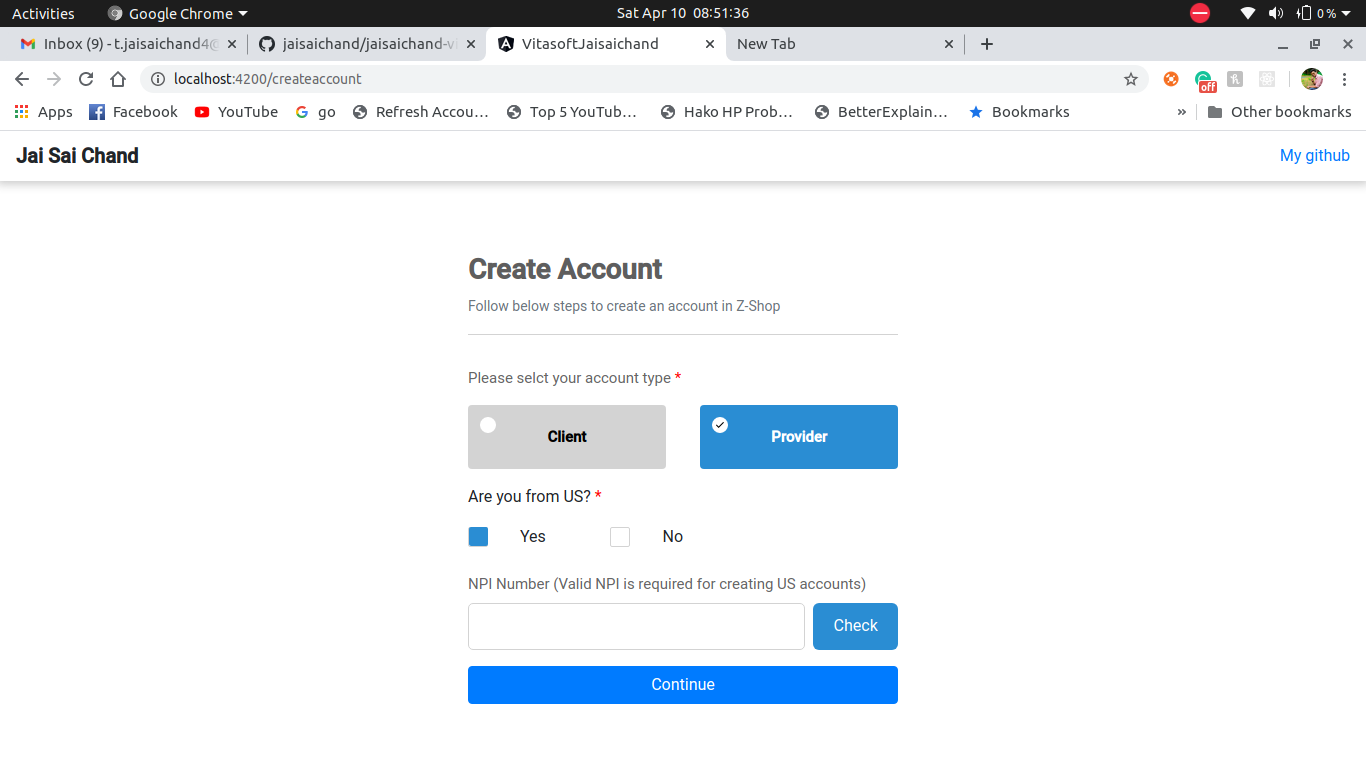 Activities Google Chrome Sat Apr 10 08:51:36 0 %
Inbox (9) - t.jaisaichand4@ jaisaichand/jaisaichand-vi VitasoftJaisaichand New Tab
localhost:4200/createaccount off
Apps Facebook YouTube go Refresh Accou... Top 5 YouTub... Hako HP Prob... BetterExplain... Bookmarks » Other bookmarks
Jai Sai Chand My github
Create Account
Follow below steps to create an account in Z-Shop
Please selct your account type *
Client Provider
Are you from US? *
Yes No
NPI Number (Valid NPI is required for creating US accounts)
Check
Continue